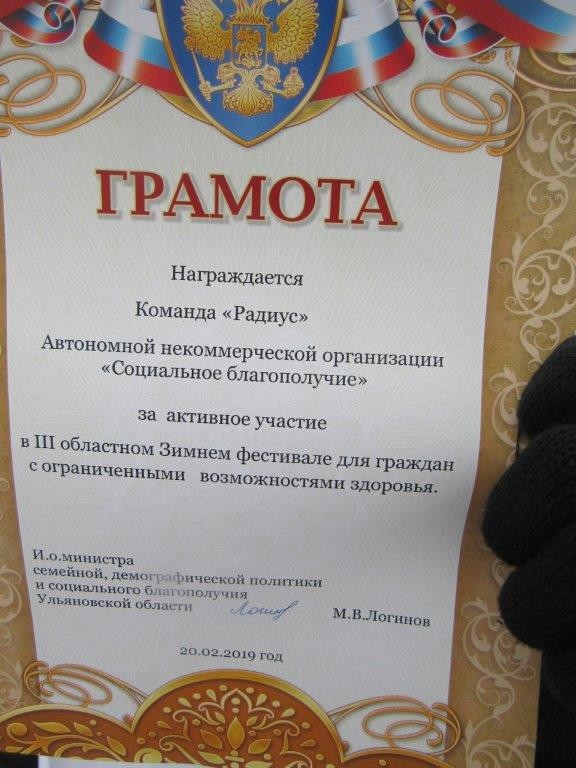 ГРАМОТА
Награждается
Команда «Радиус»
Автономной некоммерческой организации
«Социальное благополучие»
за активное участие
в III областном Зимнем фестивале для граждан
с ограниченными возможностями здоровья.
И.о.министра
семейной, демографической политики
и социального благополучия
Ульяновской области Логинов М.В.Логинов
20.02.2019 год